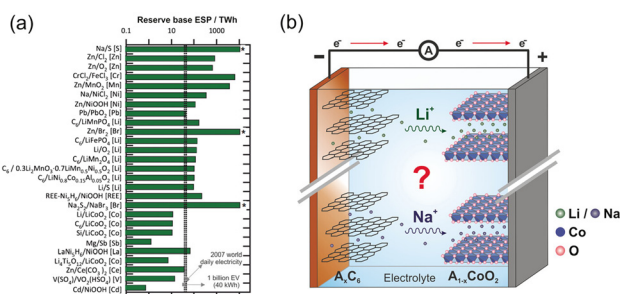 (a)
Reserve base ESP / TWh
0.1 10 1000
Na/S [S] *
Zn/Cl2 [Zn]
Zn/O2 [Zn]
CrCl2/FeCl3 [Cr]
Zn/MnO2 [Mn]
Na/NiCl2 [Ni]
Zn/NiOOH [Ni]
Pb/PbO2 [Pb]
C6/LiMnPO4 [Li]
Zn/Br2 [Br] *
C6/LiFePO4 [Li]
Li/O2 [Li]
C6/LiMn2O4 [Li]
C6 / 0.3Li2MnO3·0.7LiMn0.5Ni0.5O2 [Li]
C6/LiNi0.8Co0.15Al0.05O2 [Li]
Li/S [Li]
REE-Ni5H6/NiOOH [REE]
Na2S2/NaBr3 [Br] *
Li/LiCoO2 [Co]
C6/LiCoO2 [Co]
Si/LiCoO2 [Co]
Mg/Sb [Sb]
LaNi5H6/NiOOH [La]
Li4Ti5O12/LiCoO2 [Co]
Zn/Ce(CO3)2 [Ce]
V(SO4)/VO2(HSO4) [V]
Cd/NiOOH [Cd]
2007 world
daily electricity
1 billion EV
(40 kWh)
(b)
e- e- A e- e-
− +
Li+
?
Na+
AxC6 Electrolyte A1-xCoO2
Li / Na
Co
O